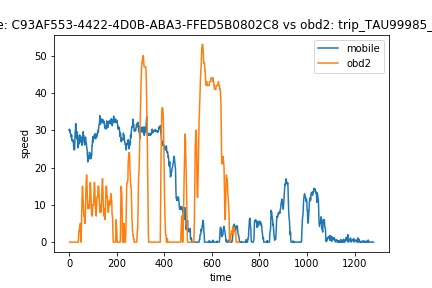 e: C93AF553-4422-4D0B-ABA3-FFED5B0802C8 vs obd2: trip_TAU99985_
mobile
obd2
50
40
30
20
10
0
speed
0 200 400 600 800 1000 1200
time